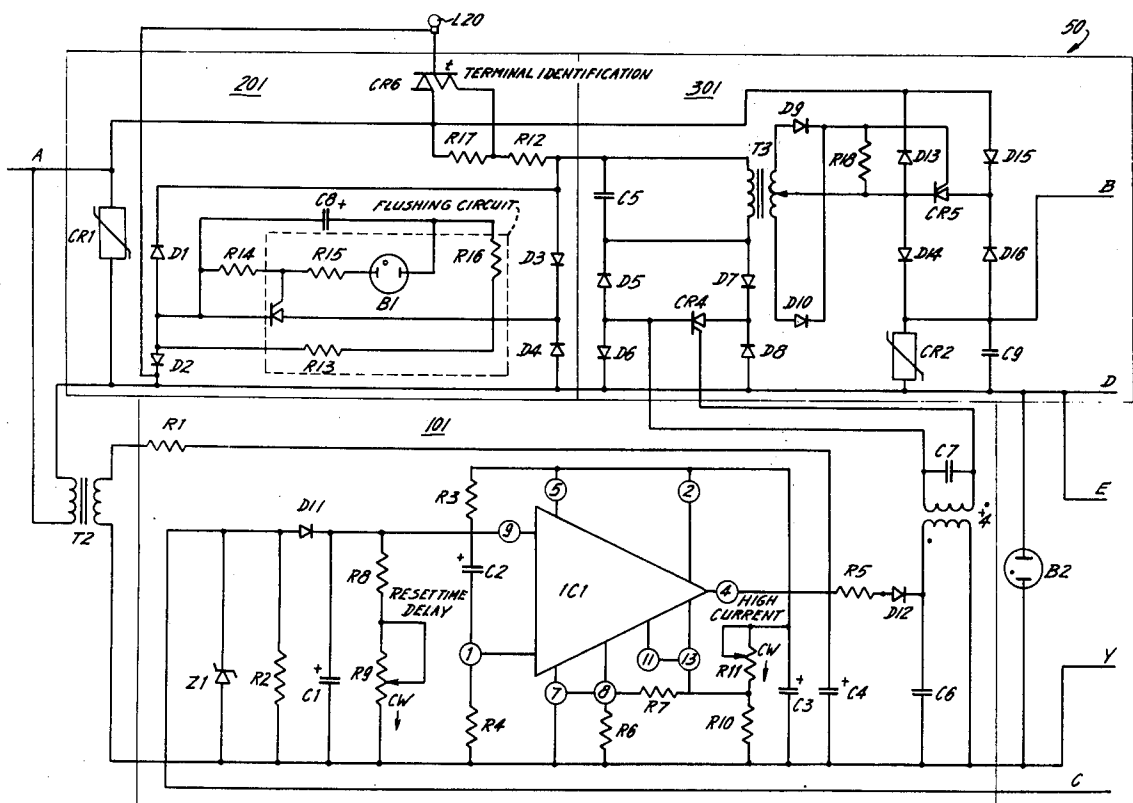 L20
50
201
CR6
t
TERMINAL IDENTIFICATION
301
A
R17
R12
D9
T3
R18
D13
D15
CR5
B
C8 +
FLUSHING CIRCUIT
C5
CR1
D1
R14
R15
B1
R16
D3
D5
D7
CR4
D10
D14
D16
D2
R13
D4
D6
D8
CR2
C9
D
R1
101
C7
E
T2
D11
R3
5
2
+4
9
R8
+
C2
IC1
RESET TIME
DELAY
4
R5
D12
B2
HIGH
CURRENT
1
11
13
R11
CW
Y
Z1
R2
+
C1
R9
CW
7
8
R7
+
C3
+
C4
C6
R4
R6
R10
C